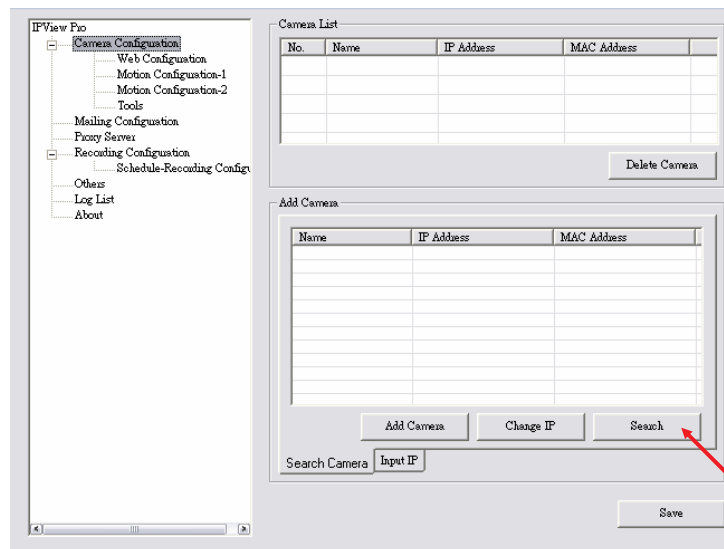 IPView Pro
Camera Configuration
Web Configuration
Motion Configuration-1
Motion Configuration-2
Tools
Mailing Configuration
Proxy Server
Recording Configuration
Schedule-Recording Configu
Others
Log List
About
Camera List
No. Name IP Address MAC Address
Delete Camera
Add Camera
Name IP Address MAC Address
Add Camera Change IP Search
Search Camera Input IP
Save